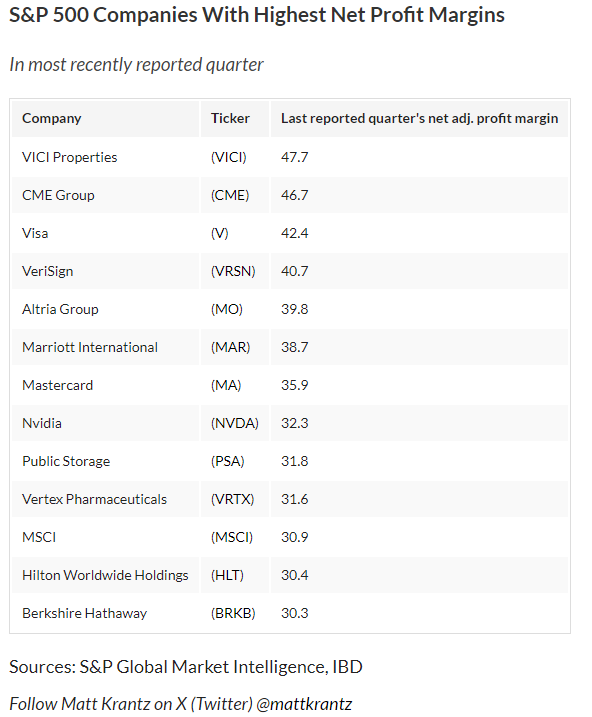 S&P 500 Companies With Highest Net Profit Margins
In most recently reported quarter
Company Ticker Last reported quarter's net adj. profit margin
VICI Properties (VICI) 47.7
CME Group (CME) 46.7
Visa (V) 42.4
VeriSign (VRSN) 40.7
Altria Group (MO) 39.8
Marriott International (MAR) 38.7
Mastercard (MA) 35.9
Nvidia (NVDA) 32.3
Public Storage (PSA) 31.8
Vertex Pharmaceuticals (VRTX) 31.6
MSCI (MSCI) 30.9
Hilton Worldwide Holdings (HLT) 30.4
Berkshire Hathaway (BRKB) 30.3
Sources: S&P Global Market Intelligence, IBD
Follow Matt Krantz on X (Twitter) @mattkrantz